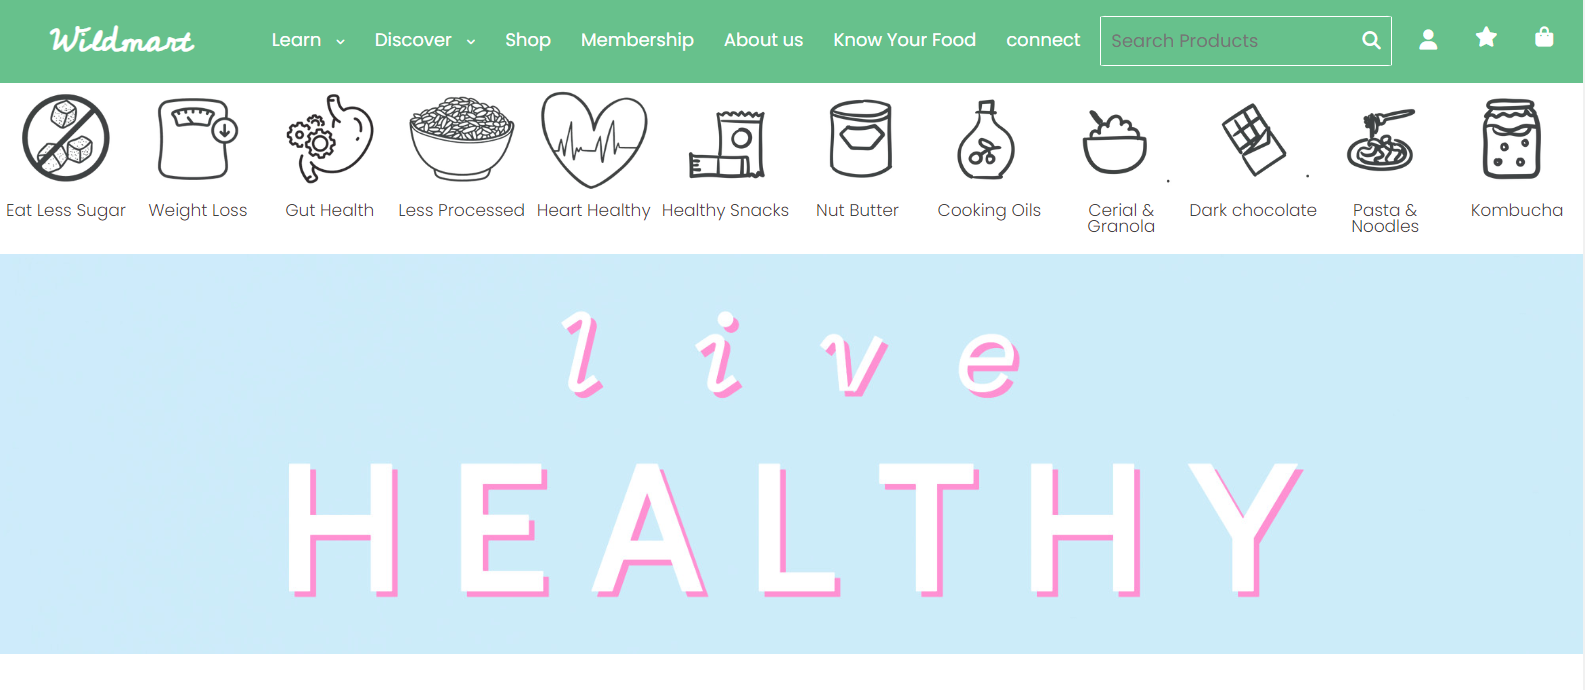 Wildmart Learn Discover Shop Membership About us Know Your Food connect Search Products
Eat Less Sugar Weight Loss Gut Health Less Processed Heart Healthy Healthy Snacks Nut Butter Cooking Oils Cerial & Dark chocolate Pasta & Kombucha
Granola Noodles
live
HEALTHY